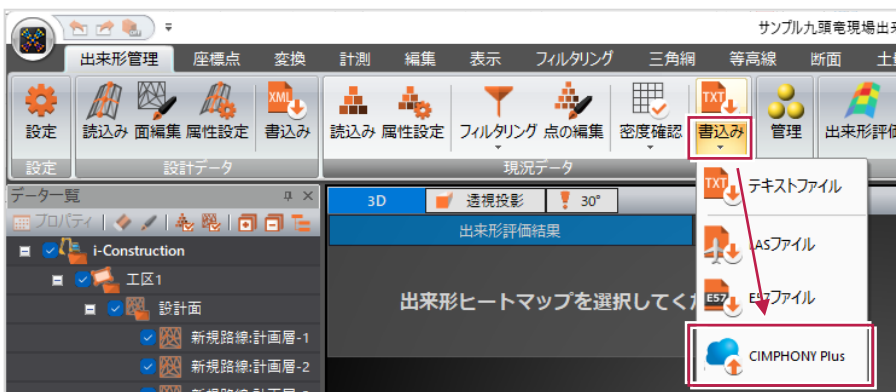 サンプル九頭竜現場出来
出来形管理 座標点 変換 計測 編集 表示 フィルタリング 三角網 等高線 断面
XML TXT
設定 読込み 面編集 属性設定 書込み 読込み 属性設定 フィルタリング 点の編集 密度確認 書込み 管理 出来形評価
設定 設計データ 現況データ
データ一覧
プロパティ
3D 透視投影 30°
出来形評価結果
出来形ヒートマップを選択してく
i-Construction
工区1
設計面
新規路線:計画層-1
新規路線:計画層-2
TXT テキストファイル
LASファイル
E57 E57ファイル
CIMPHONY Plus